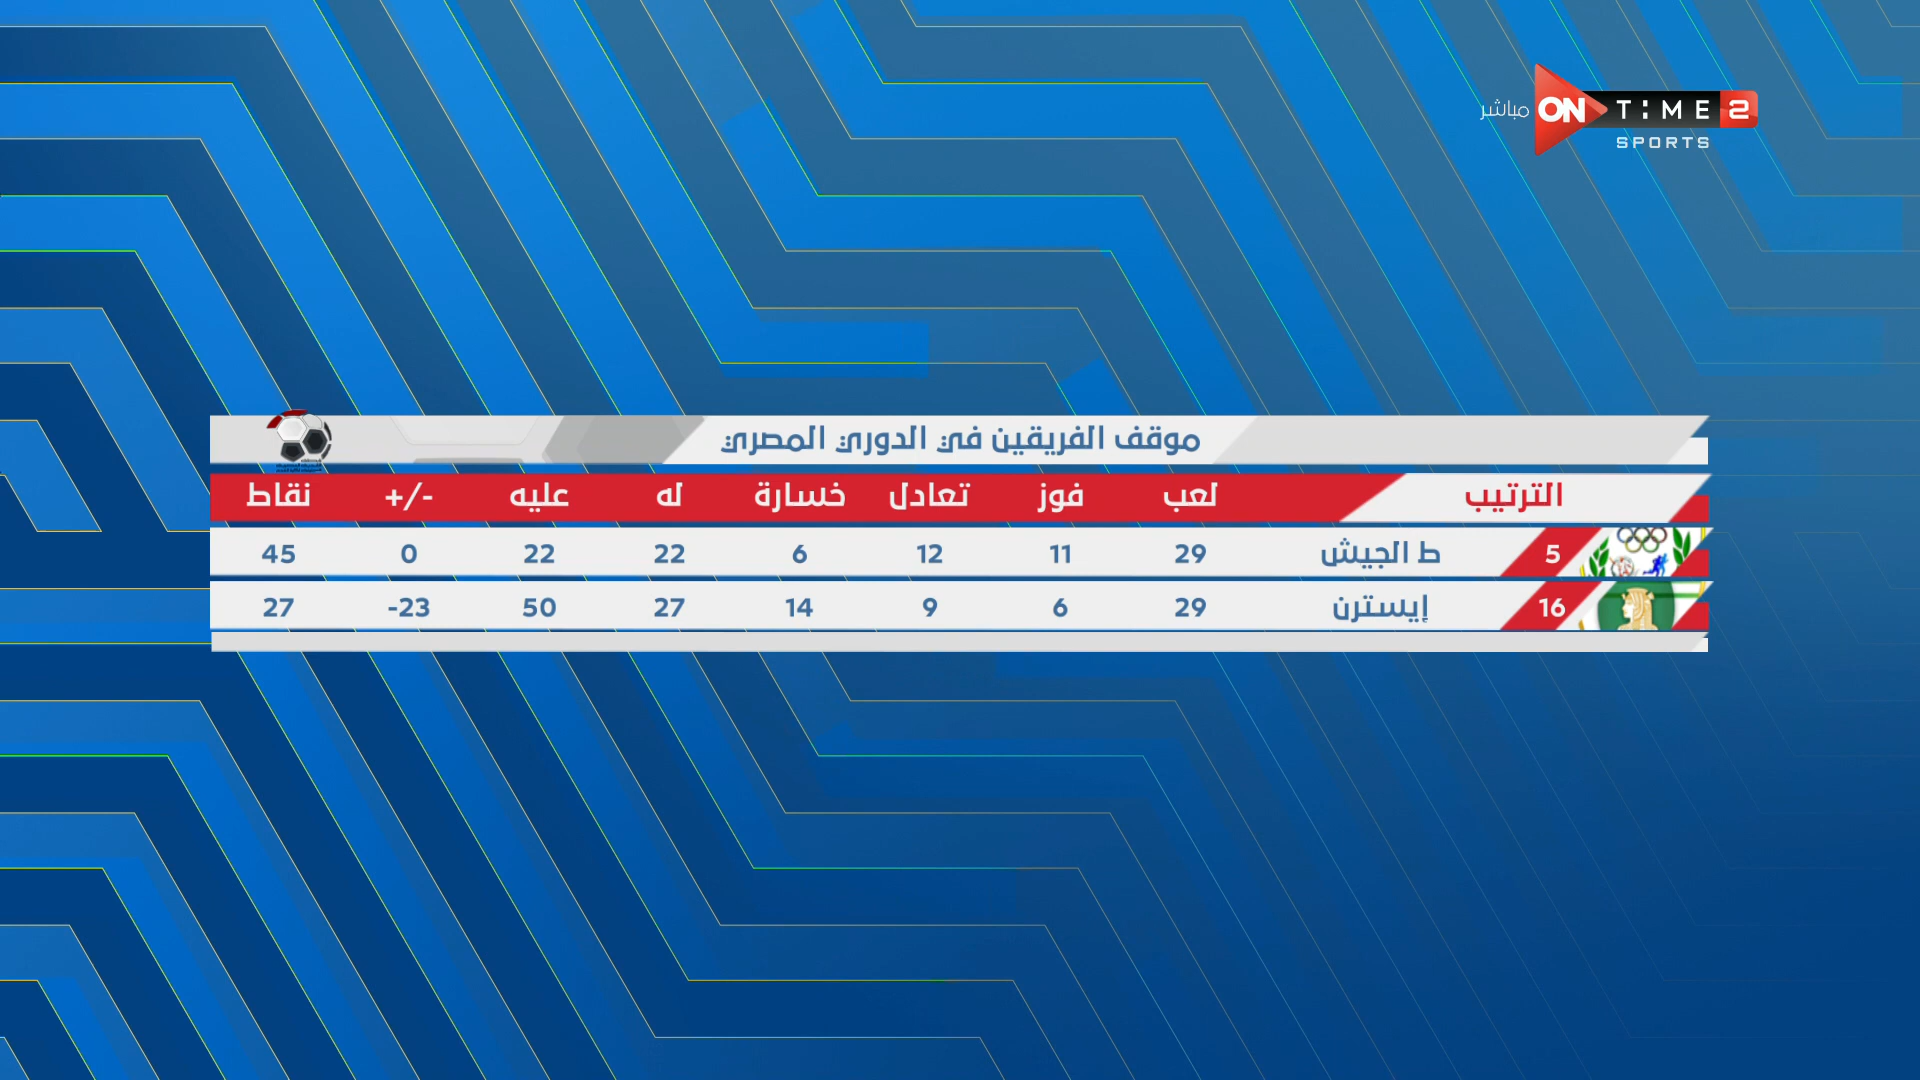 مباشر ON TIME 2
SPORTS
موقف الفريقين في الدوري المصري
الترتيب لعب فوز تعادل خسارة له عليه +/- نقاط
5 ط الجيش 29 11 12 6 22 22 0 45
16 إيسترن 29 6 9 14 27 50 -23 27